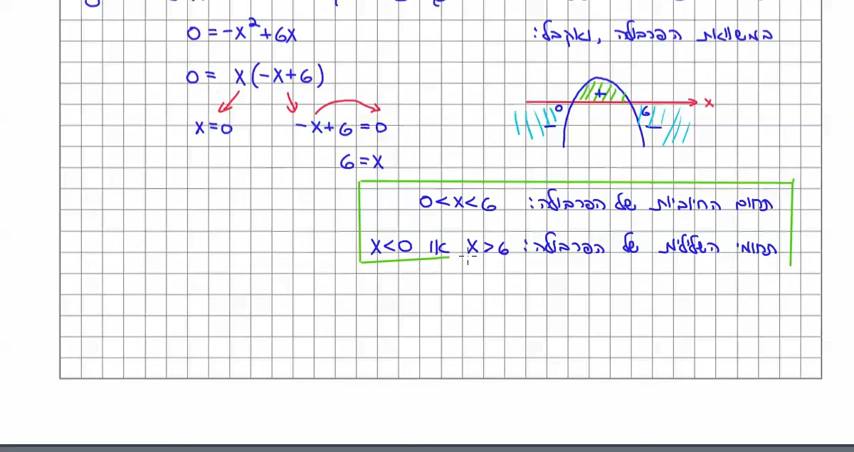 0 = -x² + 6x
במשוואת הפרבולה, ונקבל:
0 = x(-x+6)
x=0
-x+6=0
6=x
+
0
6
x
-
-
תחום החיוביות של הפרבולה: 0<x<6
תחומי השליליות של הפרבולה: x>6 או x<0